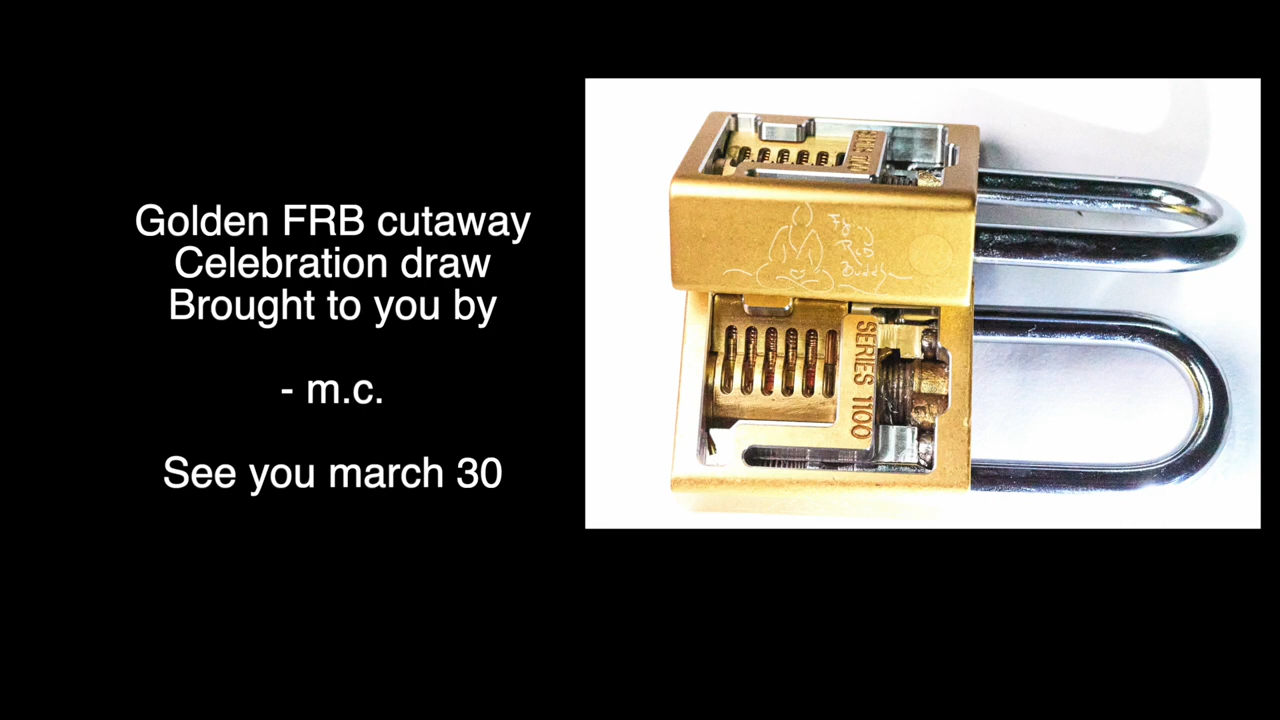 Golden FRB cutaway
Celebration draw
Brought to you by
- m.c.
See you march 30
SERIES 1100